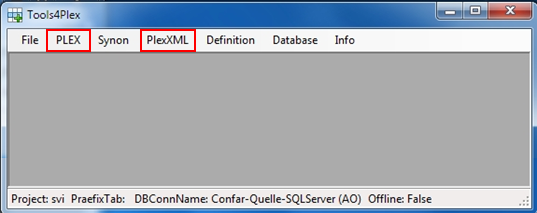 Tools4Plex
File PLEX Synon PlexXML Definition Database Info
Project: svi PraefixTab: DBConnName: Confar-Quelle-SQLServer (AO) Offline: False